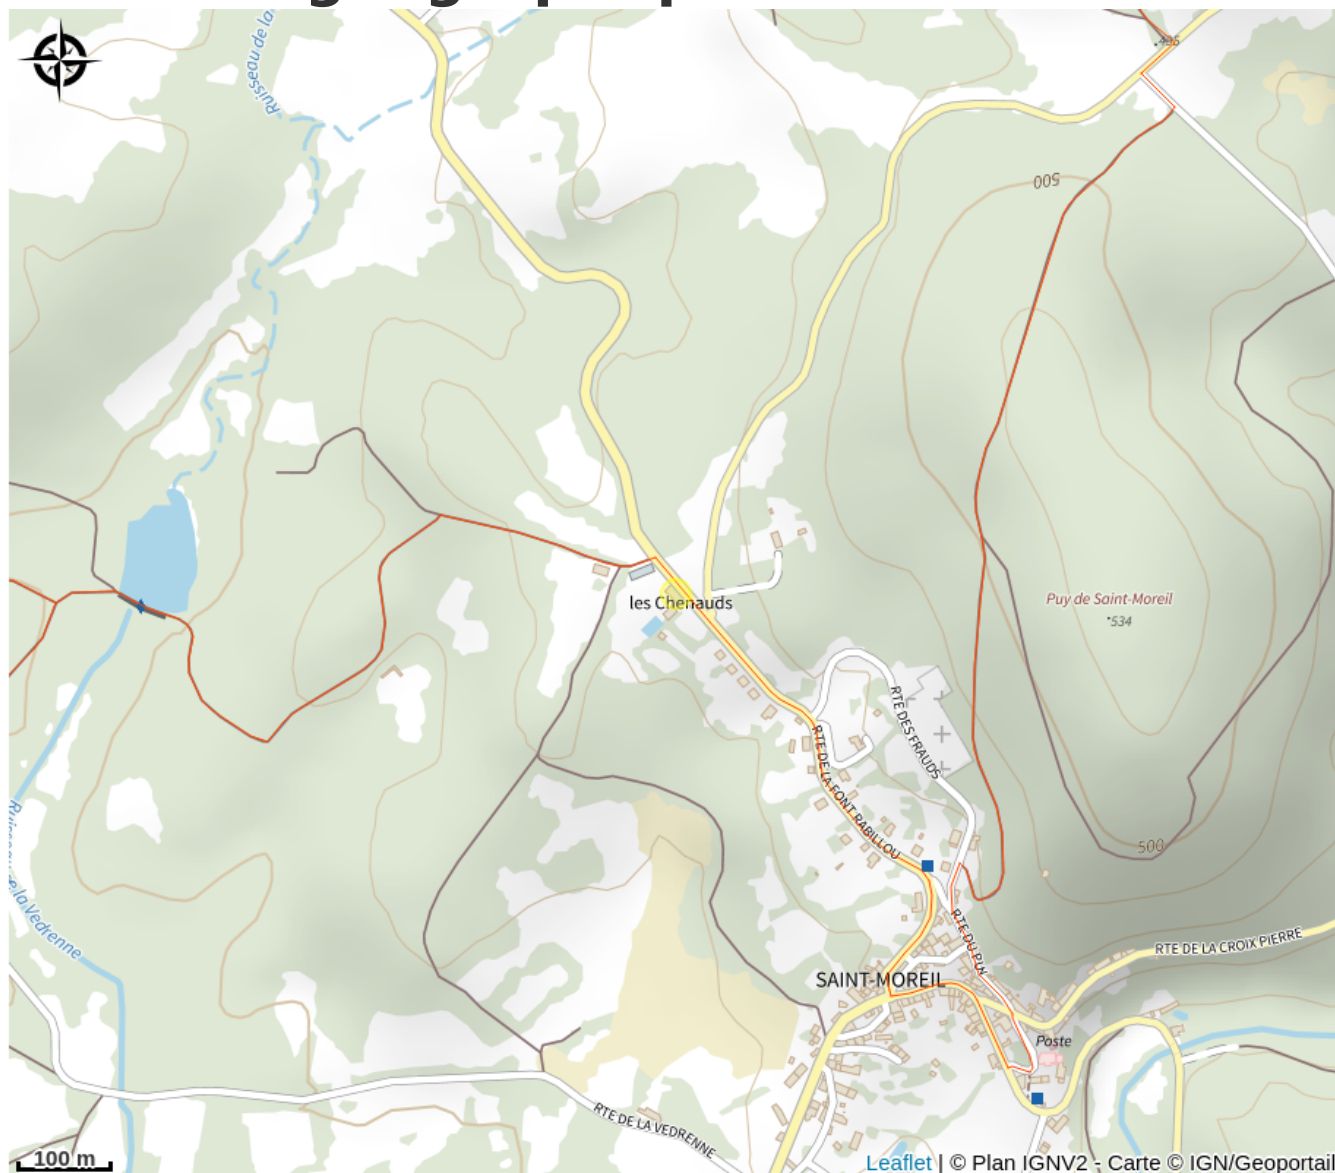 Ruisseau de la
.495
500
les Chenauds
Puy de Saint-Moreil
534
RTE DES FRAUDS
RTE DE LA FONT RABILLOU
500
RTE DU PIN
RTE DE LA CROIX PIERRE
SAINT-MOREIL
Ruisseau de la Vedrenne
Poste
RTE DE LA VEDRENNE
100 m
Leaflet | © Plan IGNV2 - Carte © IGN/Geoportail